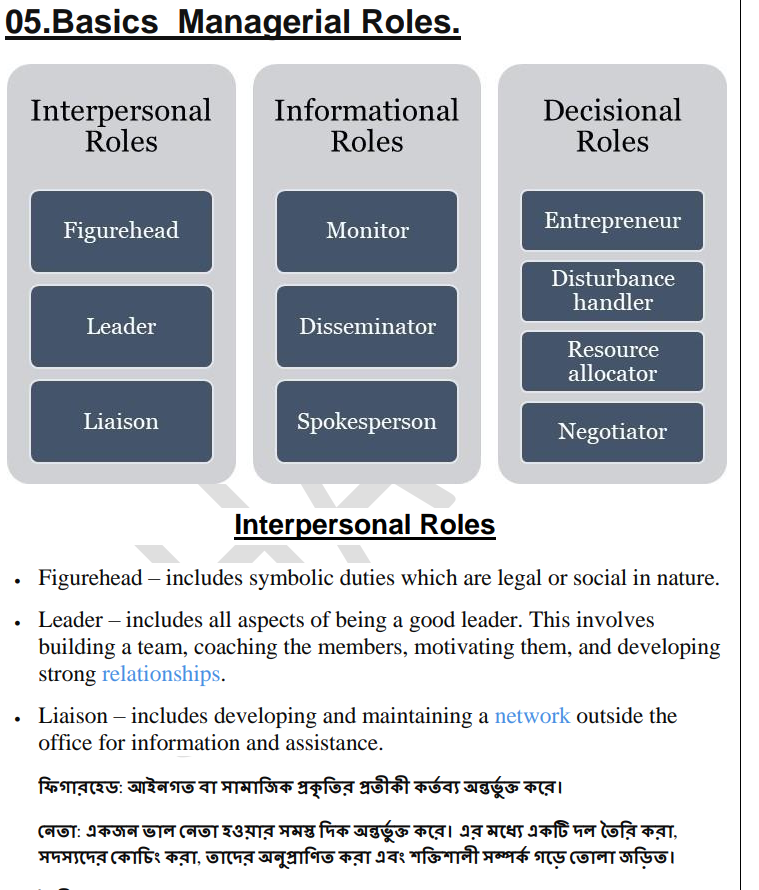 05.Basics Managerial Roles.
Interpersonal
Roles
Figurehead
Leader
Liaison
Informational
Roles
Monitor
Disseminator
Spokesperson
Decisional
Roles
Entrepreneur
Disturbance
handler
Resource
allocator
Negotiator
Interpersonal Roles
• Figurehead – includes symbolic duties which are legal or social in nature.
• Leader – includes all aspects of being a good leader. This involves
building a team, coaching the members, motivating them, and developing
strong relationships.
• Liaison – includes developing and maintaining a network outside the
office for information and assistance.
ফিগারহেড: আইনগত বা সামাজিক প্রকৃতির প্রতীকী কর্তব্য অন্তর্ভুক্ত করে।
নেতা: একজন ভাল নেতা হওয়ার সমস্ত দিক অন্তর্ভুক্ত করে। এর মধ্যে একটি দল তৈরি করা,
সদস্যদের কোচিং করা, তাদের অনুপ্রাণিত করা এবং শক্তিশালী সম্পর্ক গড়ে তোলা জড়িত।